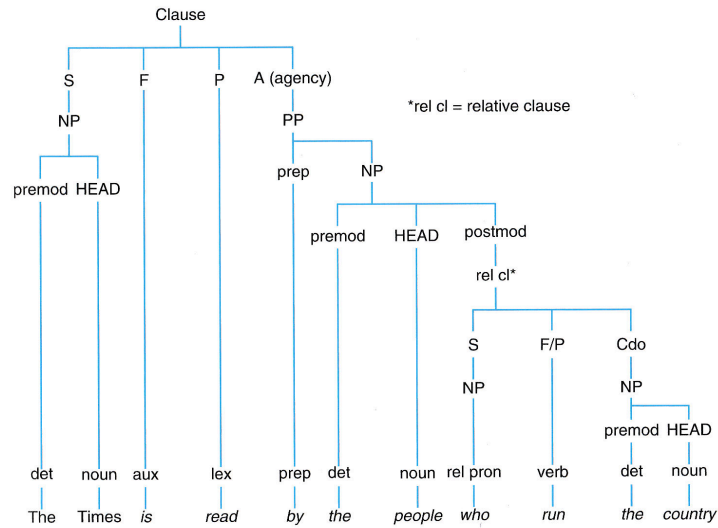 Clause
S F P A (agency)
*rel cl = relative clause
NP PP
prep NP
premod HEAD
premod HEAD postmod
rel cl*
S F/P Cdo
NP NP
premod HEAD
det noun aux lex prep det noun rel pron verb det noun
The Times is read by the people who run the country